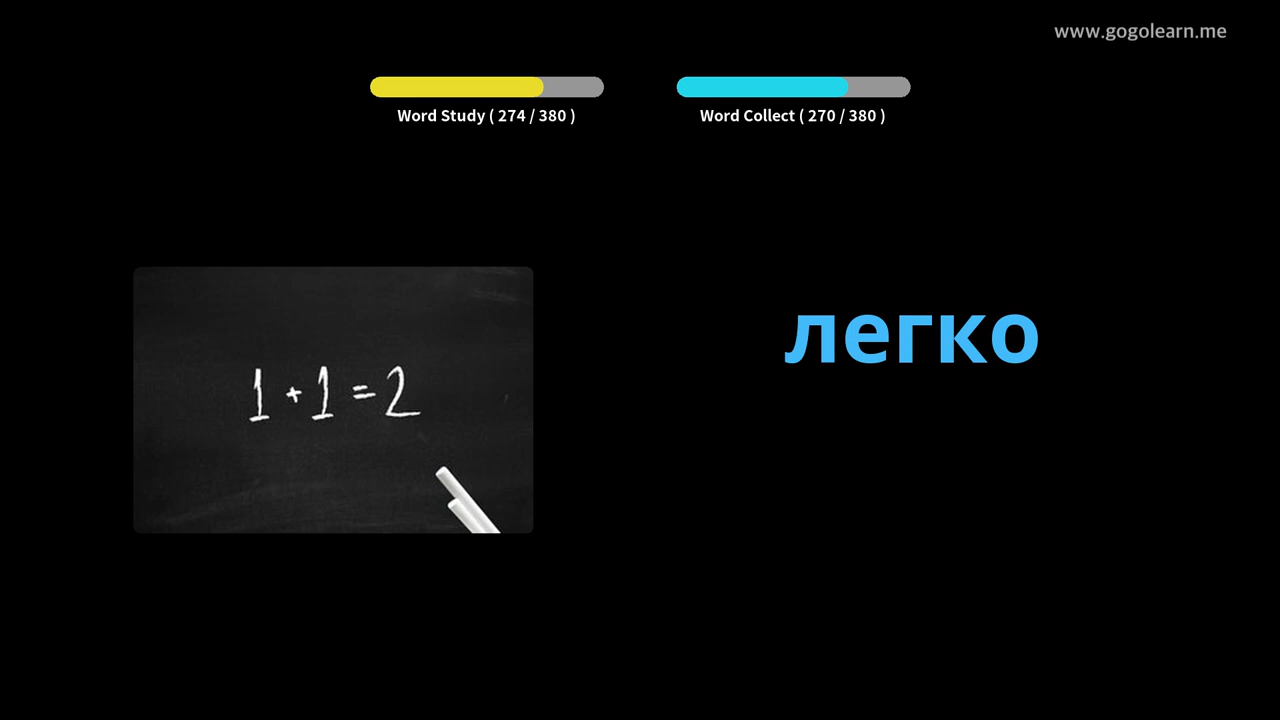 www.gogolearn.me
Word Study ( 274 / 380 )
Word Collect ( 270 / 380 )
1 + 1 = 2
легко